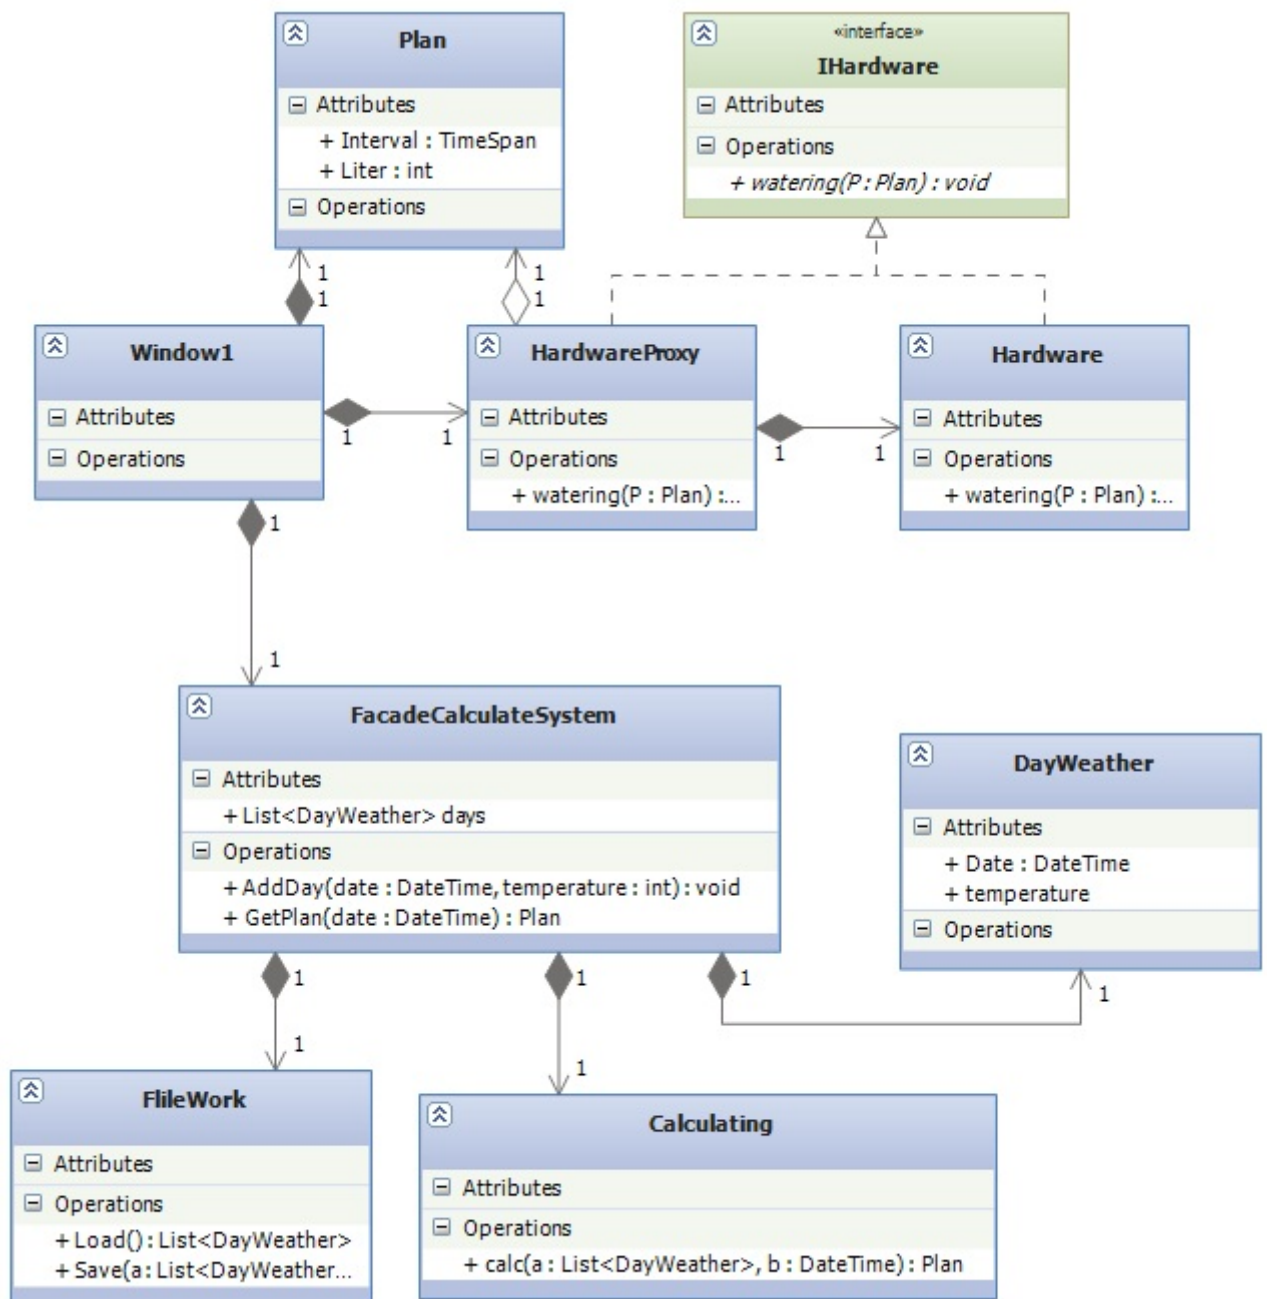 Plan
Attributes
+ Interval : TimeSpan
+ Liter : int
Operations
«interface»
IHardware
Attributes
Operations
+ watering(P : Plan) : void
1
1
1
1
Window1
Attributes
Operations
1
1
HardwareProxy
Attributes
Operations
+ watering(P : Plan) :...
1
1
Hardware
Attributes
Operations
+ watering(P : Plan) :...
1
1
FacadeCalculateSystem
Attributes
+ List<DayWeather> days
Operations
+ AddDay(date : DateTime, temperature : int) : void
+ GetPlan(date : DateTime) : Plan
DayWeather
Attributes
+ Date : DateTime
+ temperature
Operations
1
1
1
1
1
1
FlileWork
Attributes
Operations
+ Load() : List<DayWeather>
+ Save(a: List<DayWeather...
Calculating
Attributes
Operations
+ calc(a : List<DayWeather>, b : DateTime) : Plan